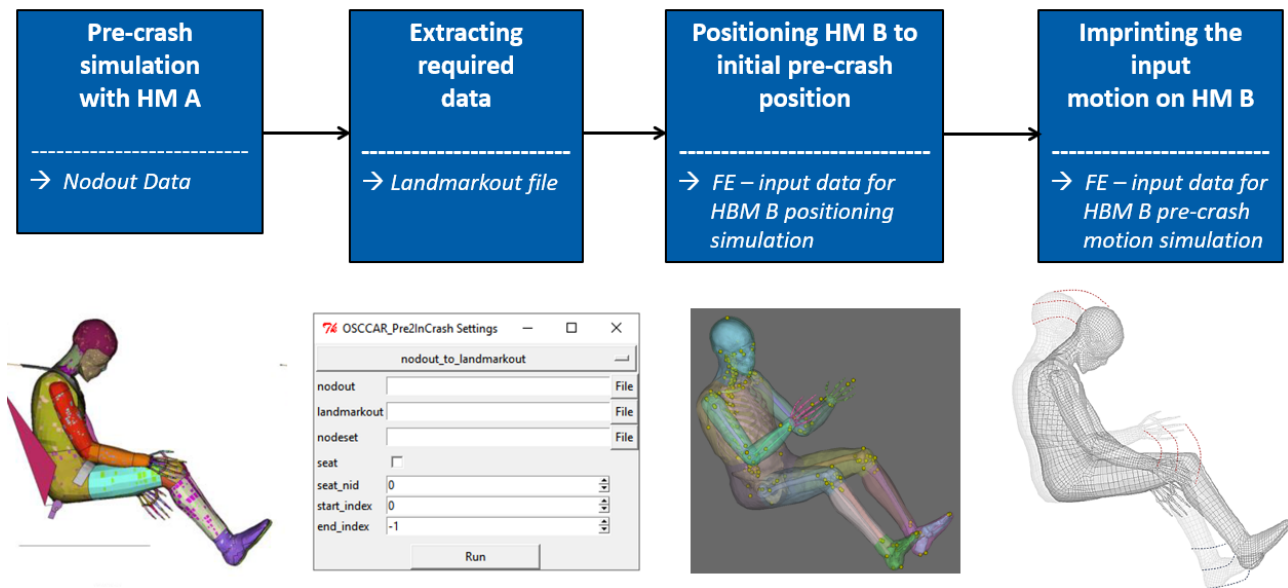 Pre-crash
simulation
with HM A
----------------------------
→ Nodout Data
Extracting
required
data
---------------------------
→ Landmarkout file
Positioning HM B to
initial pre-crash
position
--------------------------------
→ FE – input data for
HBM B positioning
simulation
Imprinting the
input
motion on HM B
----------------------------
→ FE – input data for
HBM B pre-crash
motion simulation
OSCCAR_Pre2InCrash Settings
nodout_to_landmarkout
nodout File
landmarkout File
nodeset File
seat
seat_nid 0
start_index 0
end_index -1
Run